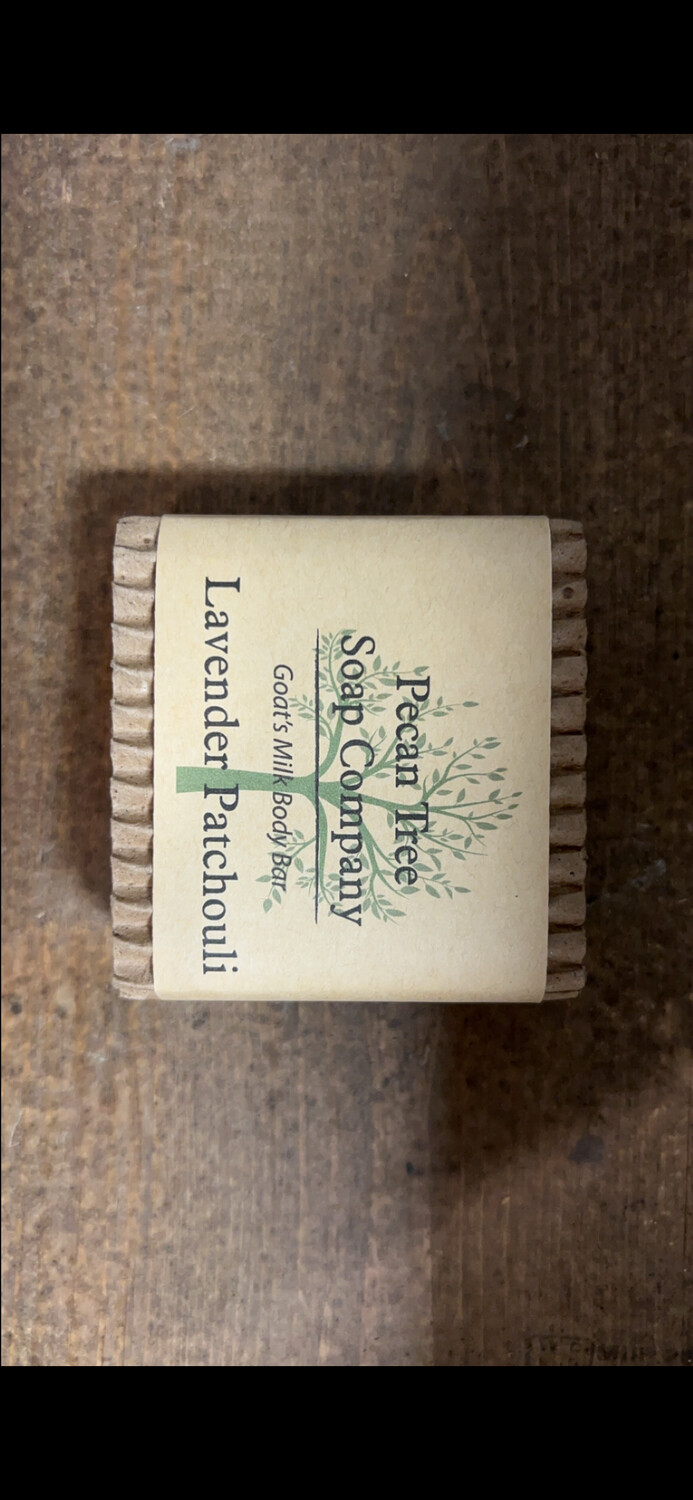 Pecan Tree
Soap Company
Goat's Milk Body Bar
Lavender Patchouli